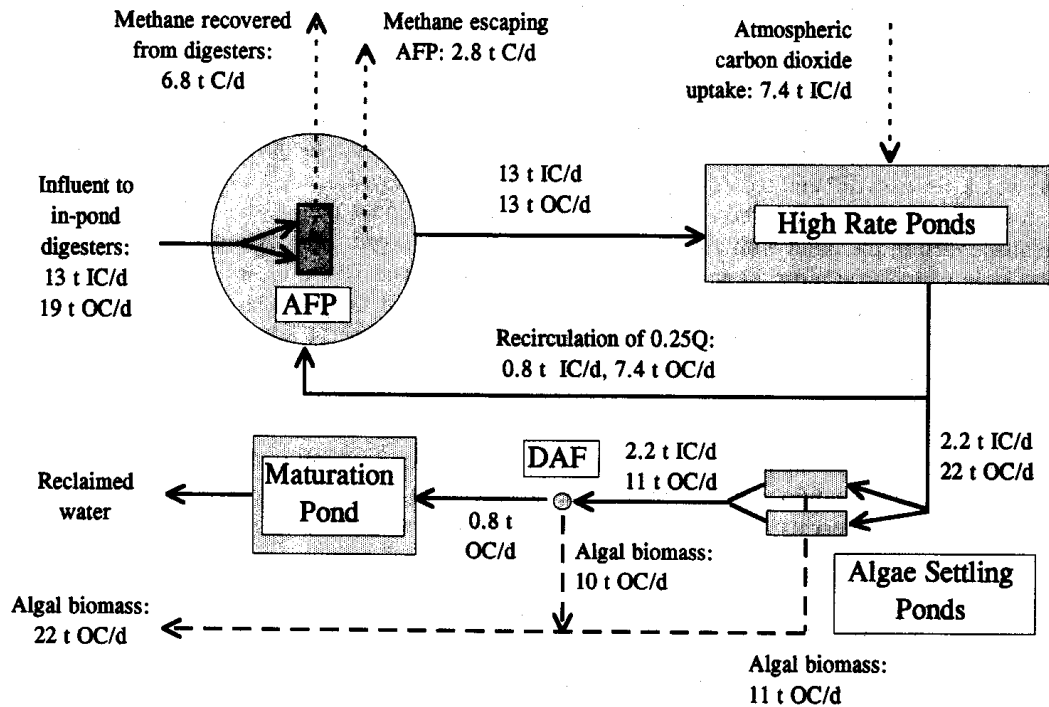 Methane recovered
from digesters:
6.8 t C/d
Methane escaping
AFP: 2.8 t C/d
Atmospheric
carbon dioxide
uptake: 7.4 t IC/d
Influent to
in-pond
digesters:
13 t IC/d
19 t OC/d
AFP
13 t IC/d
13 t OC/d
High Rate Ponds
Recirculation of 0.25Q:
0.8 t IC/d, 7.4 t OC/d
Reclaimed
water
Maturation
Pond
DAF
0.8 t
OC/d
2.2 t IC/d
11 t OC/d
2.2 t IC/d
22 t OC/d
Algal biomass:
10 t OC/d
Algae Settling
Ponds
Algal biomass:
22 t OC/d
Algal biomass:
11 t OC/d